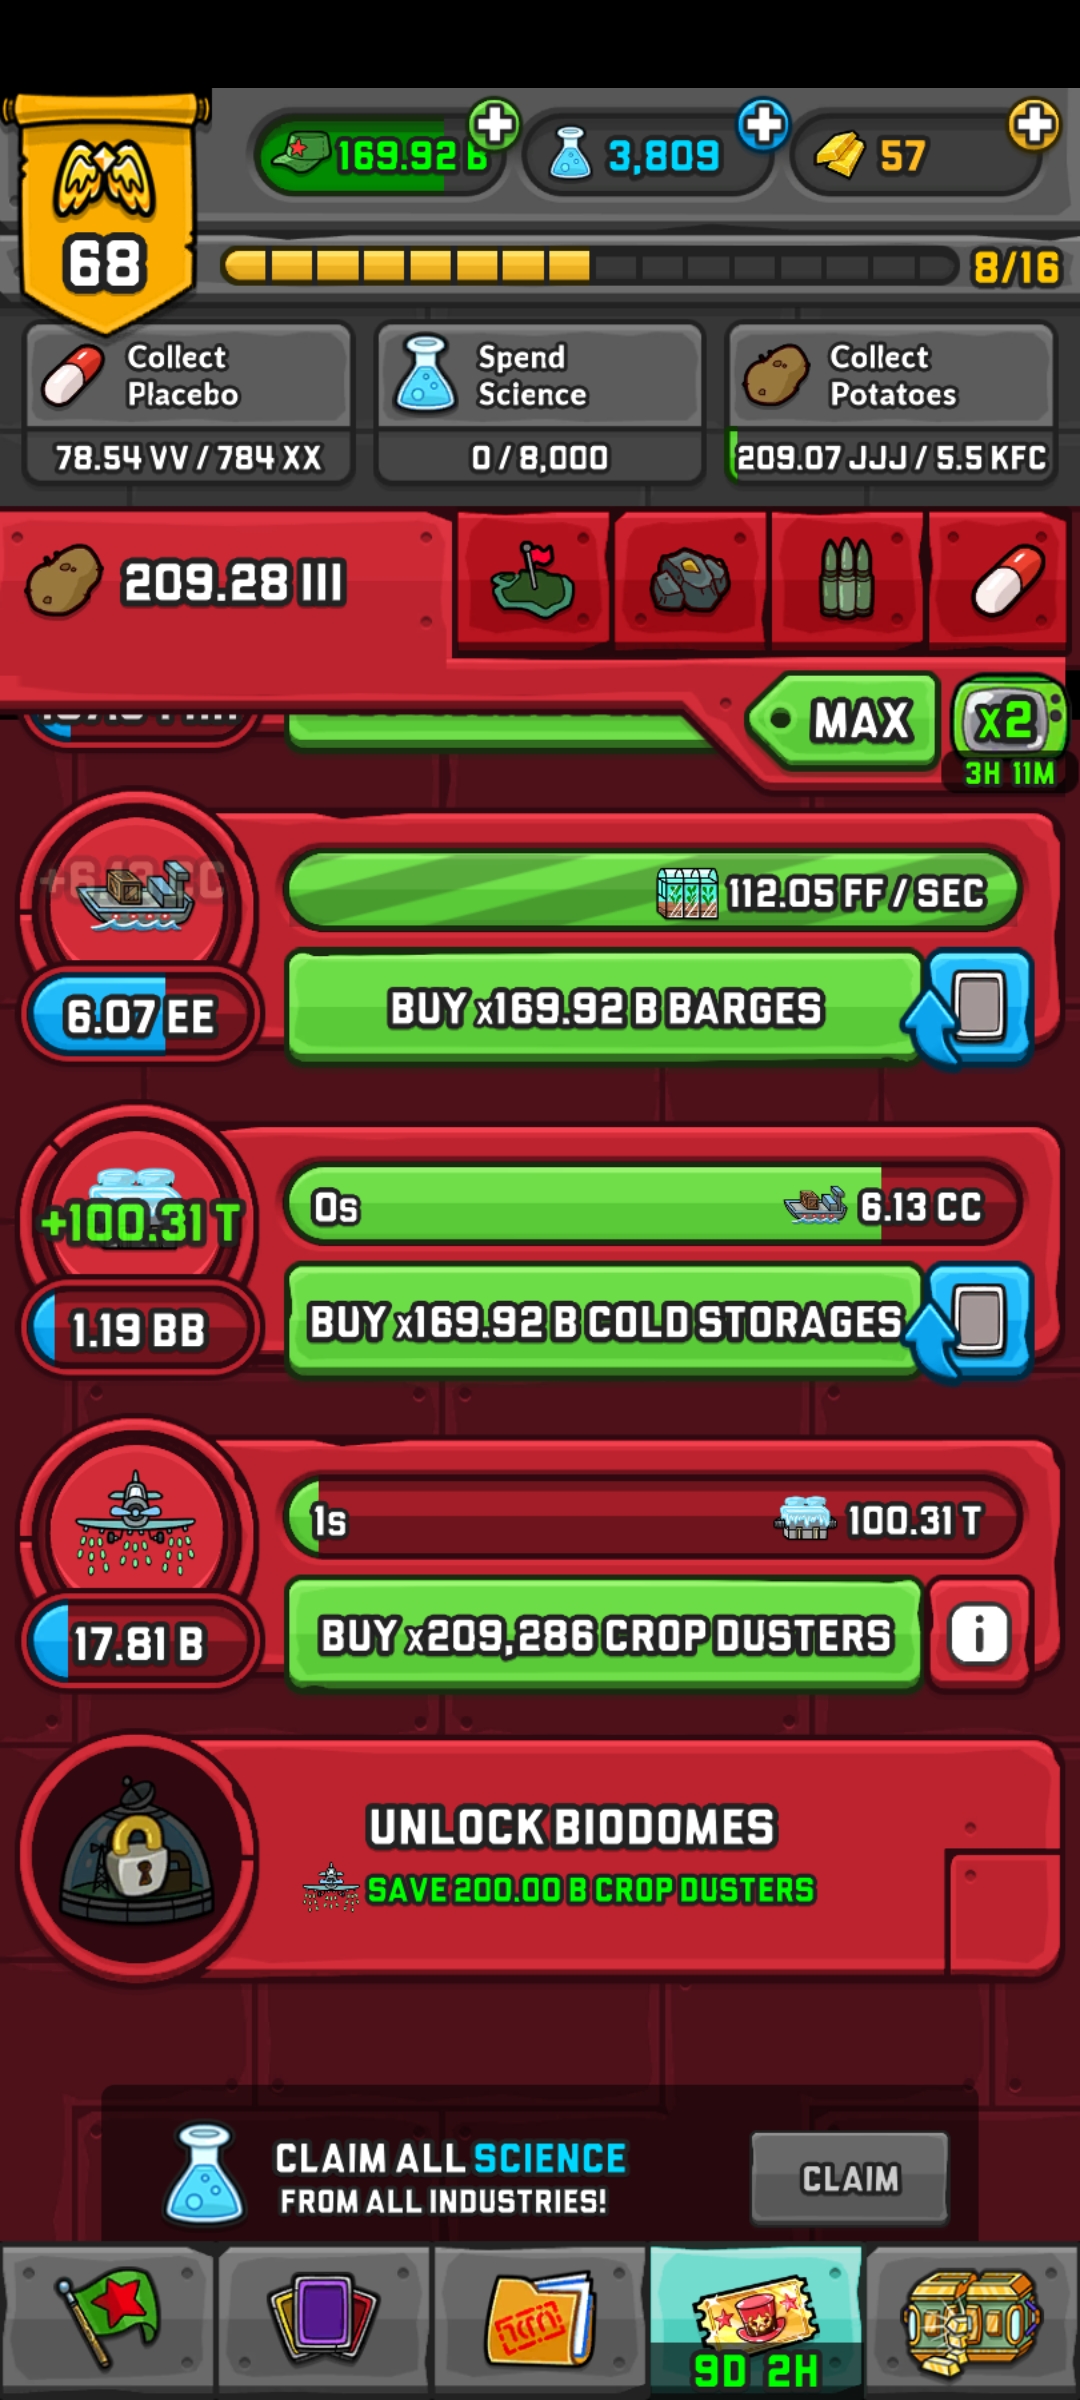 169.92 B
3,809
57
68
8/16
Collect
Placebo
78.54 VV / 784 XX
Spend
Science
0 / 8,000
Collect
Potatoes
209.07 JJJ / 5.5 KFC
209.28 III
MAX
x2
3H 11M
+6.13 CC
112.05 FF / SEC
6.07 EE
BUY x169.92 B BARGES
+100.31 T
0s
6.13 CC
1.19 BB
BUY x169.92 B COLD STORAGES
1s
100.31 T
17.81 B
BUY x209,286 CROP DUSTERS
i
UNLOCK BIODOMES
SAVE 200.00 B CROP DUSTERS
CLAIM ALL SCIENCE
FROM ALL INDUSTRIES!
CLAIM
9D 2H